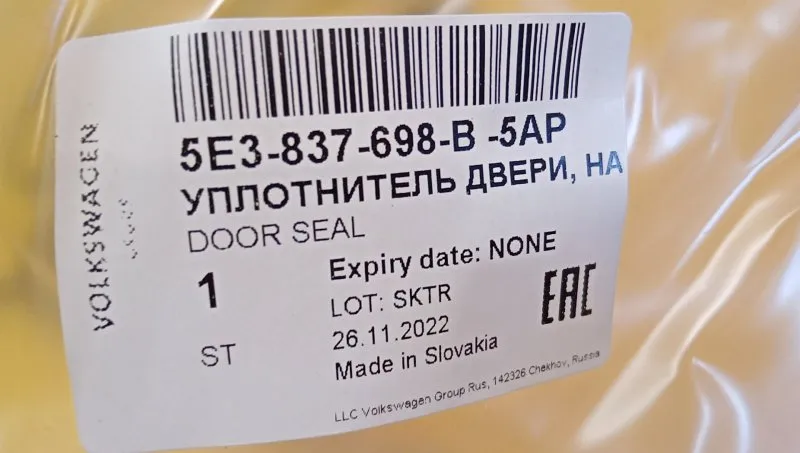 VOLKSWAGEN
5E3-837-698-B -5AP
УПЛОТНИТЕЛЬ ДВЕРИ, НА
DOOR SEAL
1
Expiry date: NONE
LOT: SKTR
ST
26.11.2022
Made in Slovakia
EAC
LLC Volkswagen Group Rus, 142326 Chekhov, Russia